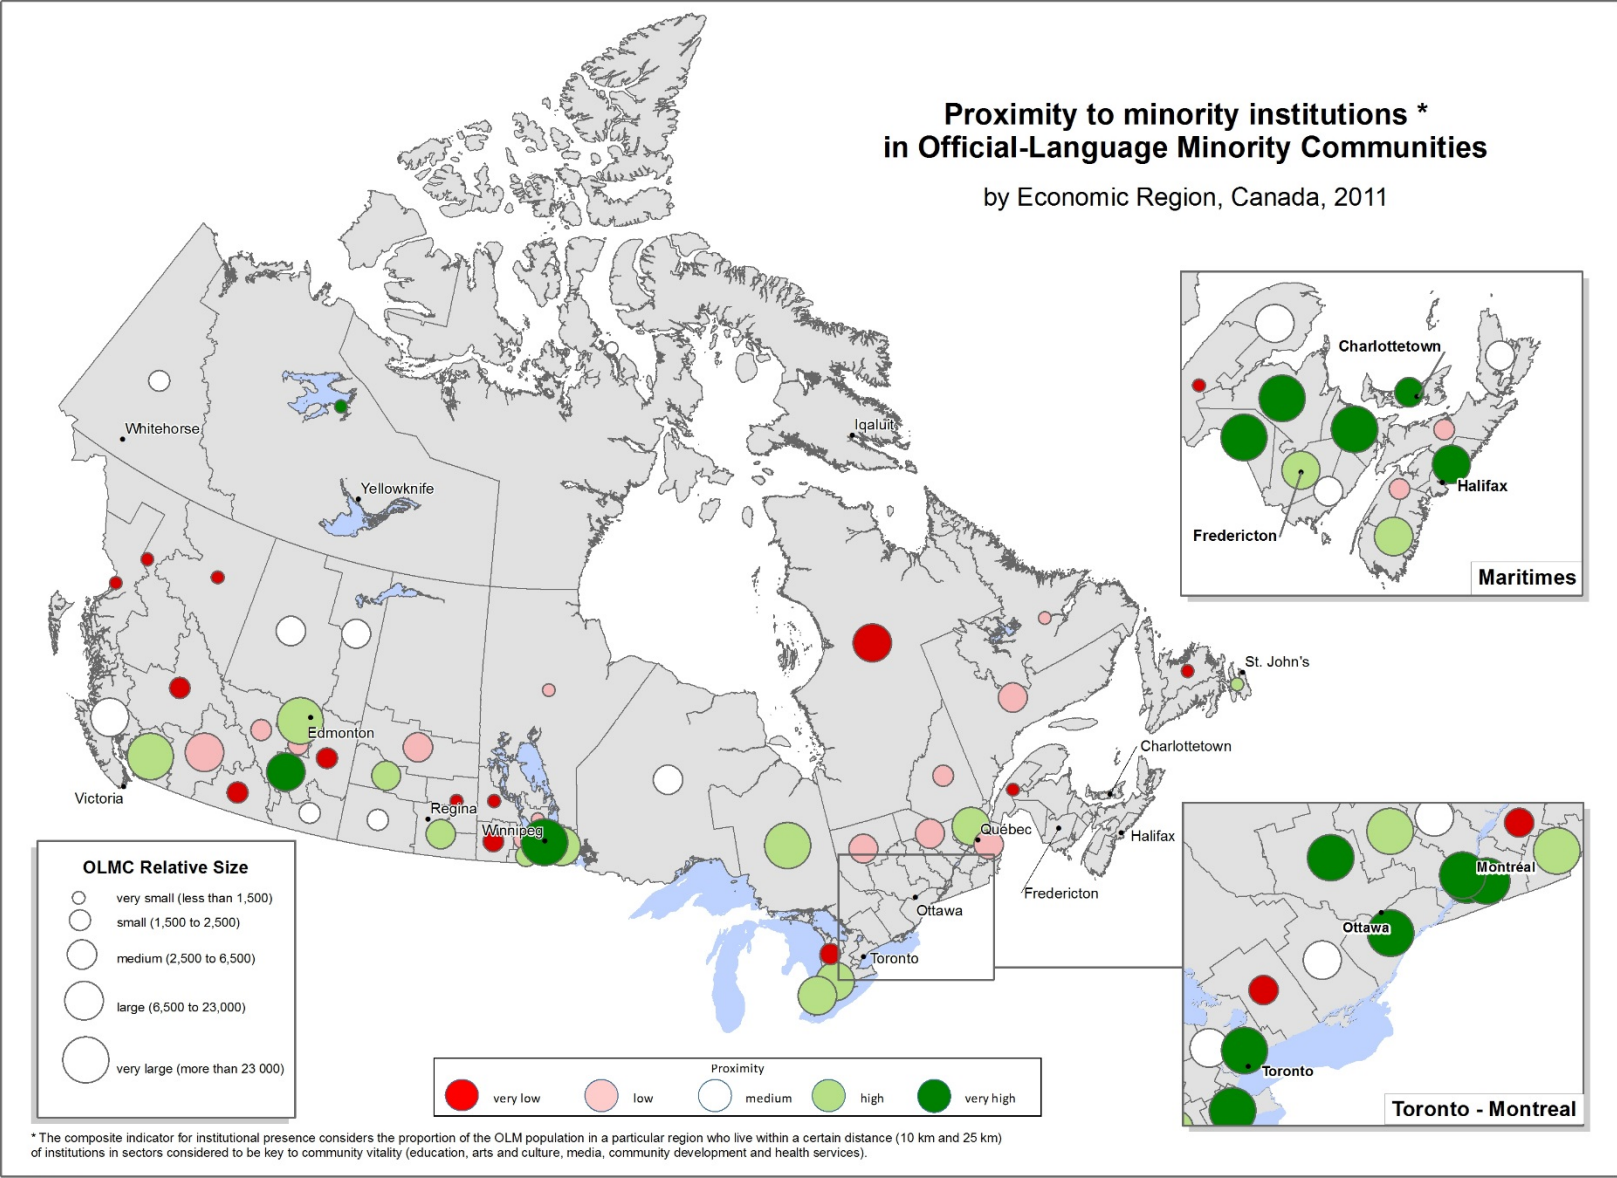 Proximity to minority institutions *
in Official-Language Minority Communities
by Economic Region, Canada, 2011
Whitehorse
Yellowknife
Iqaluit
Edmonton
Victoria
Regina
Winnipeg
Québec
Ottawa
Toronto
St. John's
Charlottetown
Halifax
Fredericton
Charlottetown
Halifax
Fredericton
Maritimes
Montréal
Ottawa
Toronto
Toronto - Montreal
OLMC Relative Size
very small (less than 1,500)
small (1,500 to 2,500)
medium (2,500 to 6,500)
large (6,500 to 23,000)
very large (more than 23 000)
Proximity
very low low medium high very high
* The composite indicator for institutional presence considers the proportion of the OLM population in a particular region who live within a certain distance (10 km and 25 km)
of institutions in sectors considered to be key to community vitality (education, arts and culture, media, community development and health services).